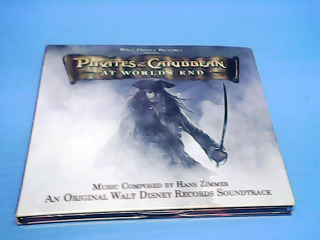 Walt Disney Pictures
Pirates of the Caribbean
At Worlds End
Music Composed by Hans Zimmer
An Original Walt Disney Records Soundtrack